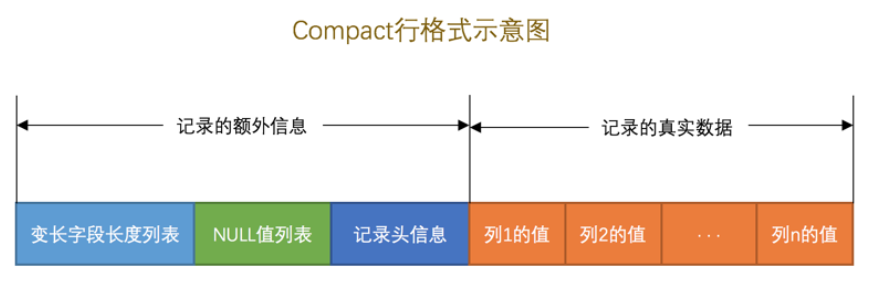 Compact行格式示意图
记录的额外信息
记录的真实数据
变长字段长度列表
NULL值列表
记录头信息
列1的值
列2的值
···
列n的值